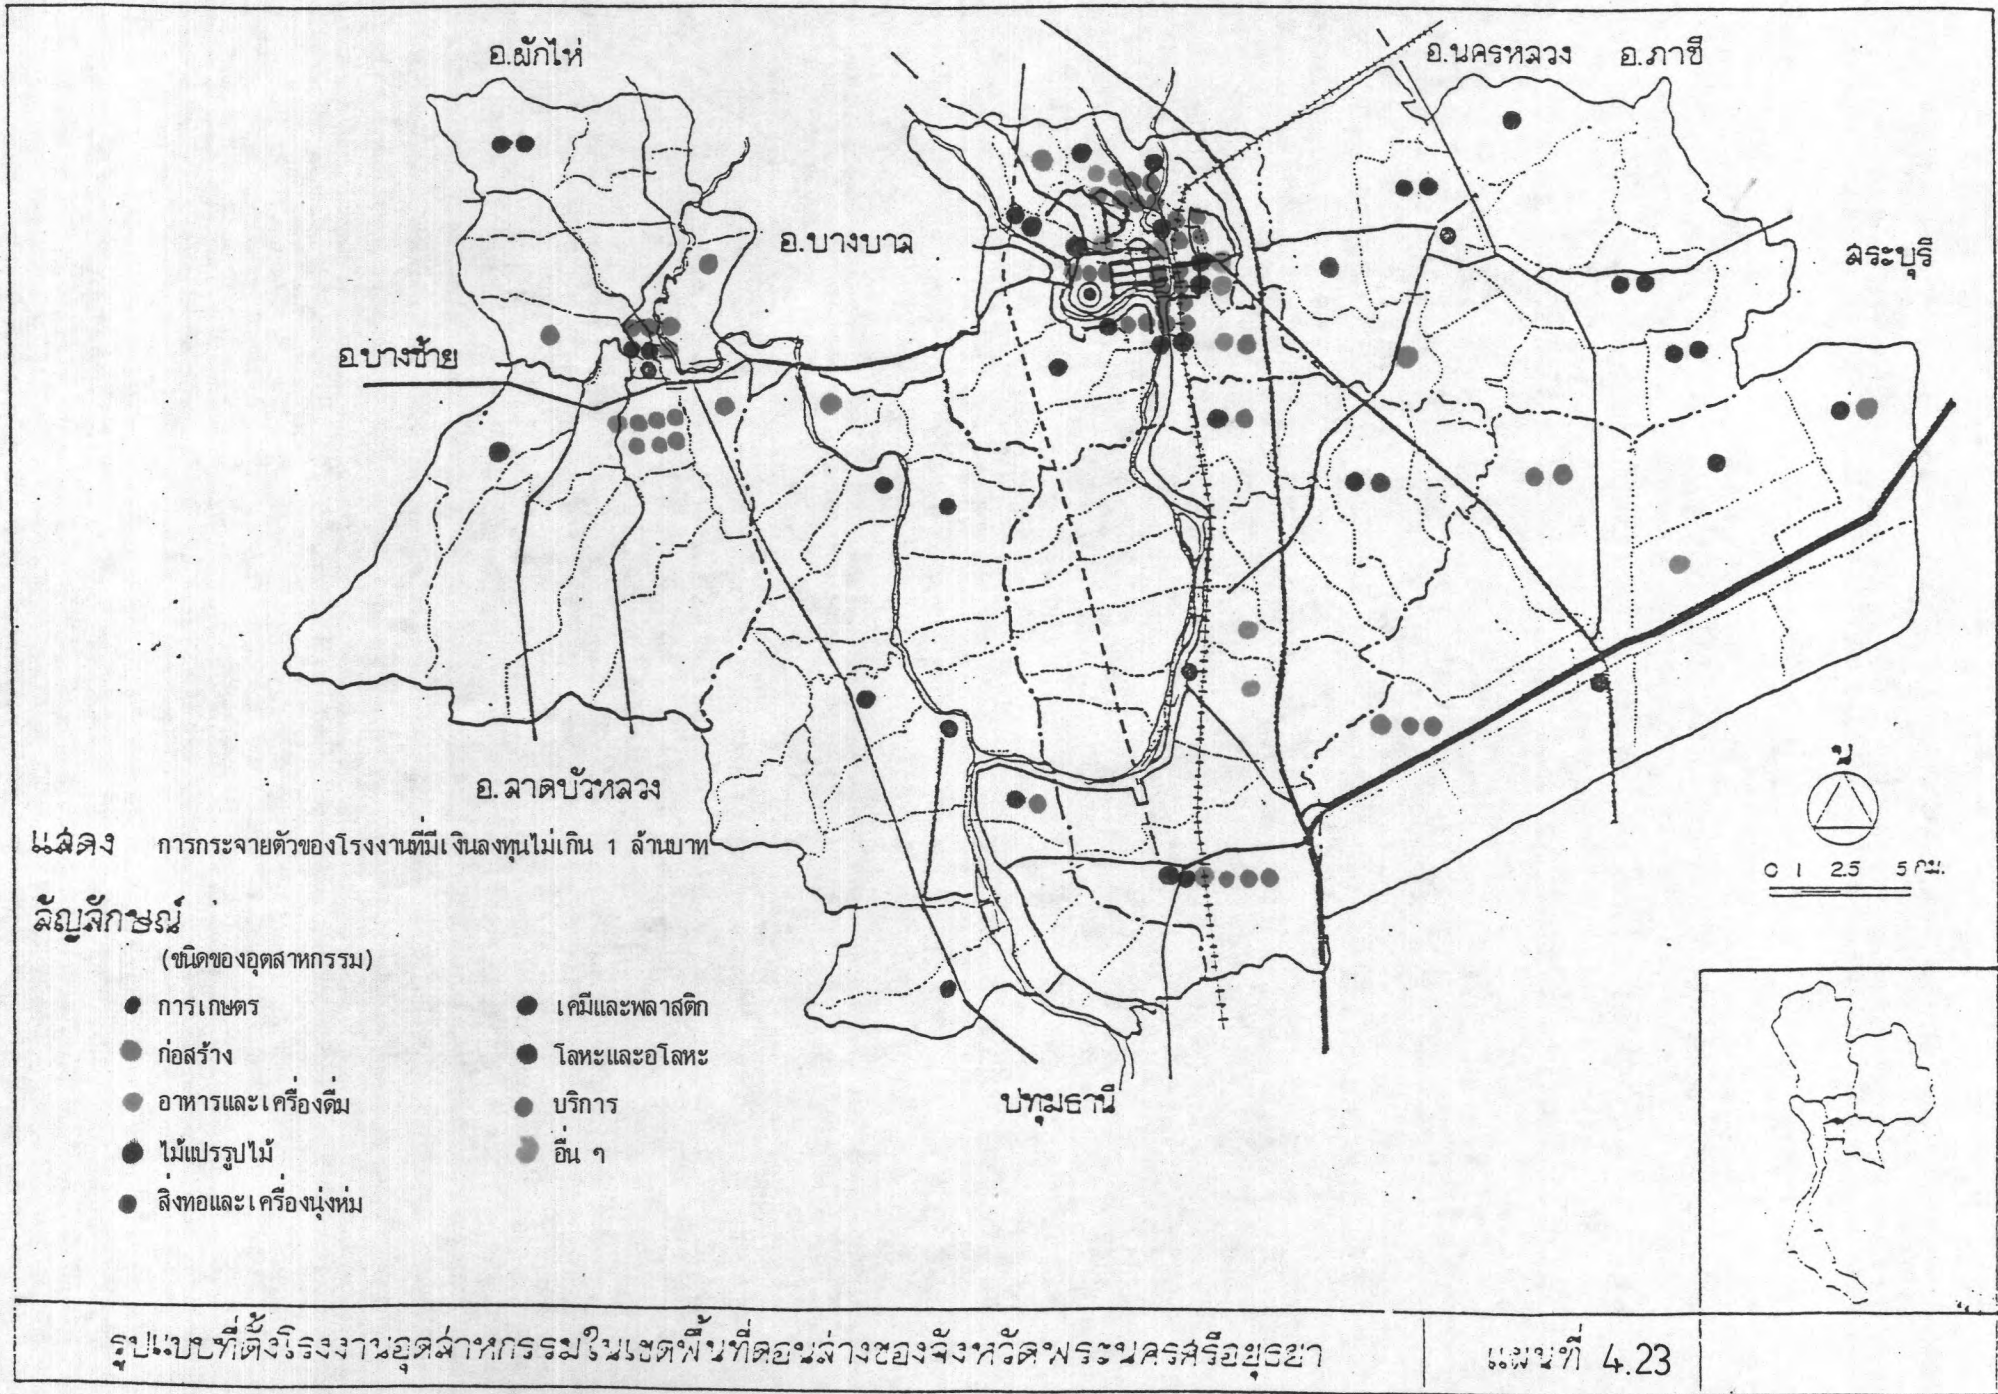 อ.ผักไห่
อ.นครหลวง อ.ภาชี
อ.บางบาล
สระบุรี
อ.บางซ้าย
อ.ลาดบัวหลวง
ปทุมธานี
น
0 1 2.5 5 กม.
แสดง การกระจายตัวของโรงงานที่มีเงินลงทุนไม่เกิน 1 ล้านบาท
สัญลักษณ์
(ชนิดของอุตสาหกรรม)
การเกษตร
ก่อสร้าง
อาหารและเครื่องดื่ม
ไม้แปรรูปไม้
สิ่งทอและเครื่องนุ่งห่ม
เคมีและพลาสติก
โลหะและอโลหะ
บริการ
อื่น ๆ
รูปแบบที่ตั้งโรงงานอุตสาหกรรมในเขตพื้นที่ตอนล่างของจังหวัดพระนครศรีอยุธยา
แผนที่ 4.23